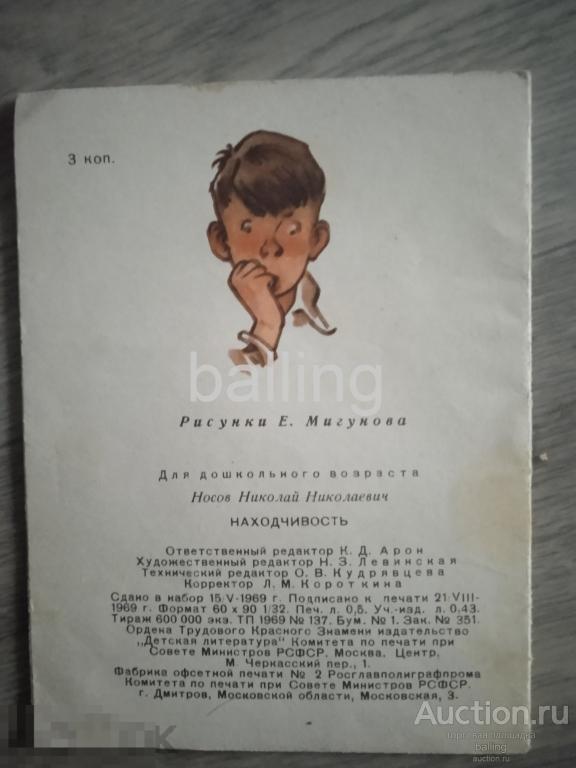 3 коп.
balling
Рисунки Е. Мигунова
Для дошкольного возраста
Носов Николай Николаевич
НАХОДЧИВОСТЬ
Ответственный редактор К. Д. Арон
Художественный редактор Н. З. Левинская
Технический редактор О. В. Кудрявцева
Корректор Л. М. Короткина
Сдано в набор 15/V-1969 г. Подписано к печати 21/VIII-
1969 г. Формат 60 х 90 1/32. Печ. л. 0,5. Уч.-изд. л. 0,43.
Тираж 600 000 экз. ТП 1969 № 137. Бум. № 1. Зак. № 351.
Ордена Трудового Красного Знамени издательство
„Детская литература" Комитета по печати при
Совете Министров РСФСР. Москва. Центр,
М. Черкасский пер., 1.
Фабрика офсетной печати № 2 Росглавполиграфпрома
Комитета по печати при Совете Министров РСФСР.
г. Дмитров, Московской области, Московская, 3.
Auction.ru
торговая площадка
balling
auction.ru